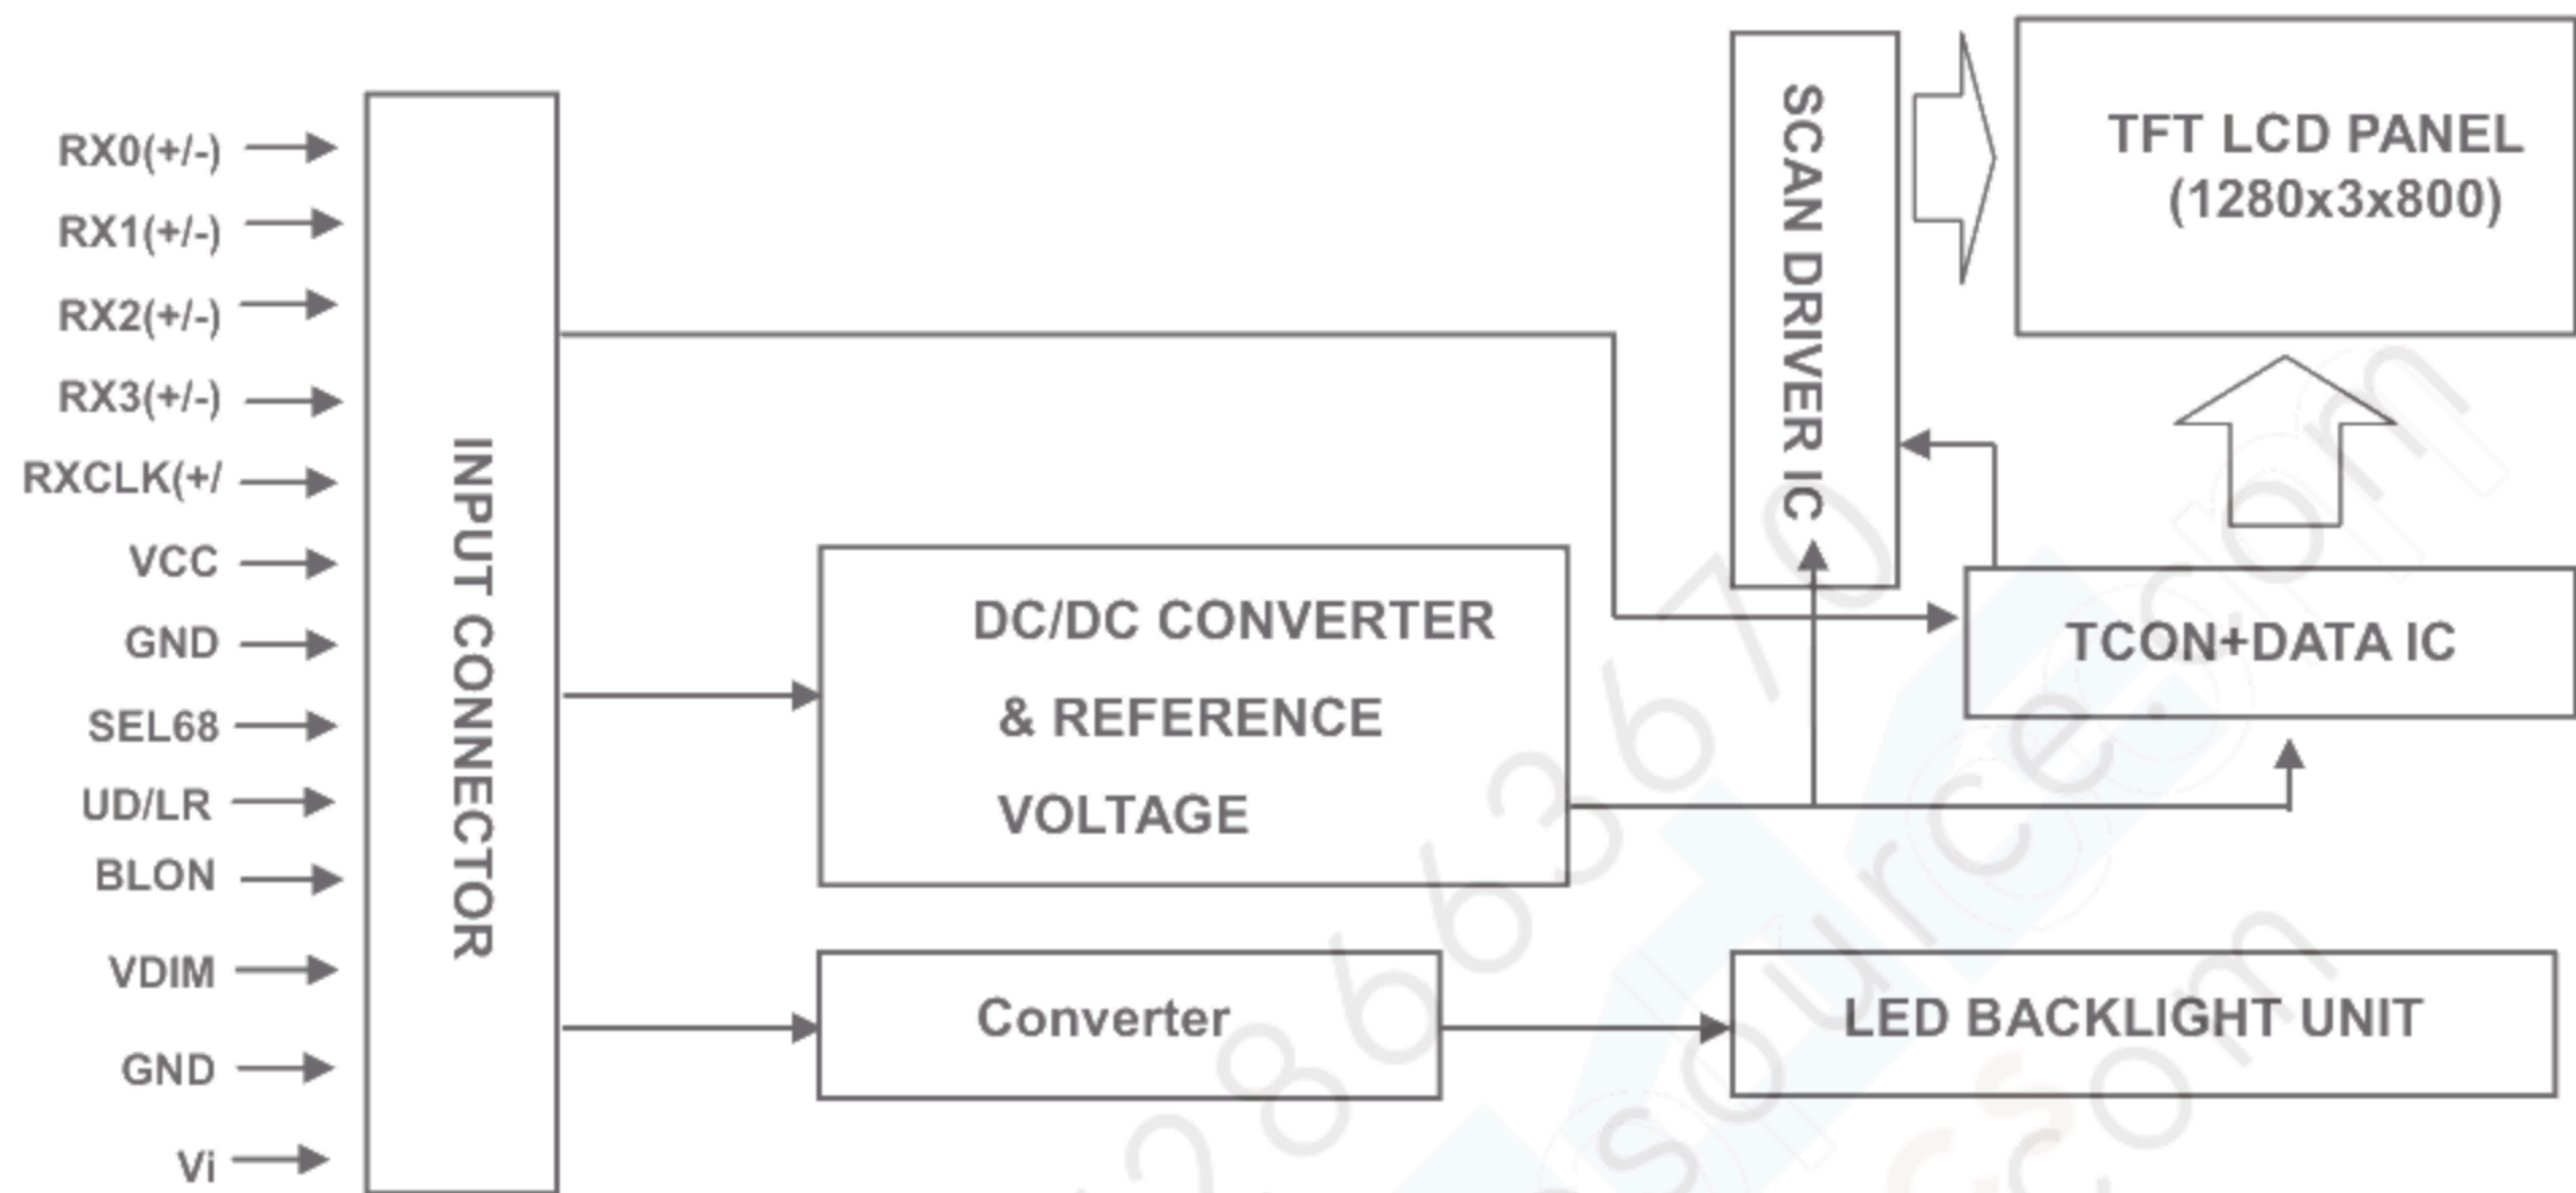 RX0(+/-)
RX1(+/-)
RX2(+/-)
RX3(+/-)
RXCLK(+/
VCC
GND
SEL68
UD/LR
BLON
VDIM
GND
Vi
INPUT CONNECTOR
DC/DC CONVERTER
& REFERENCE
VOLTAGE
Converter
SCAN DRIVER IC
TFT LCD PANEL
(1280x3x800)
TCON+DATA IC
LED BACKLIGHT UNIT